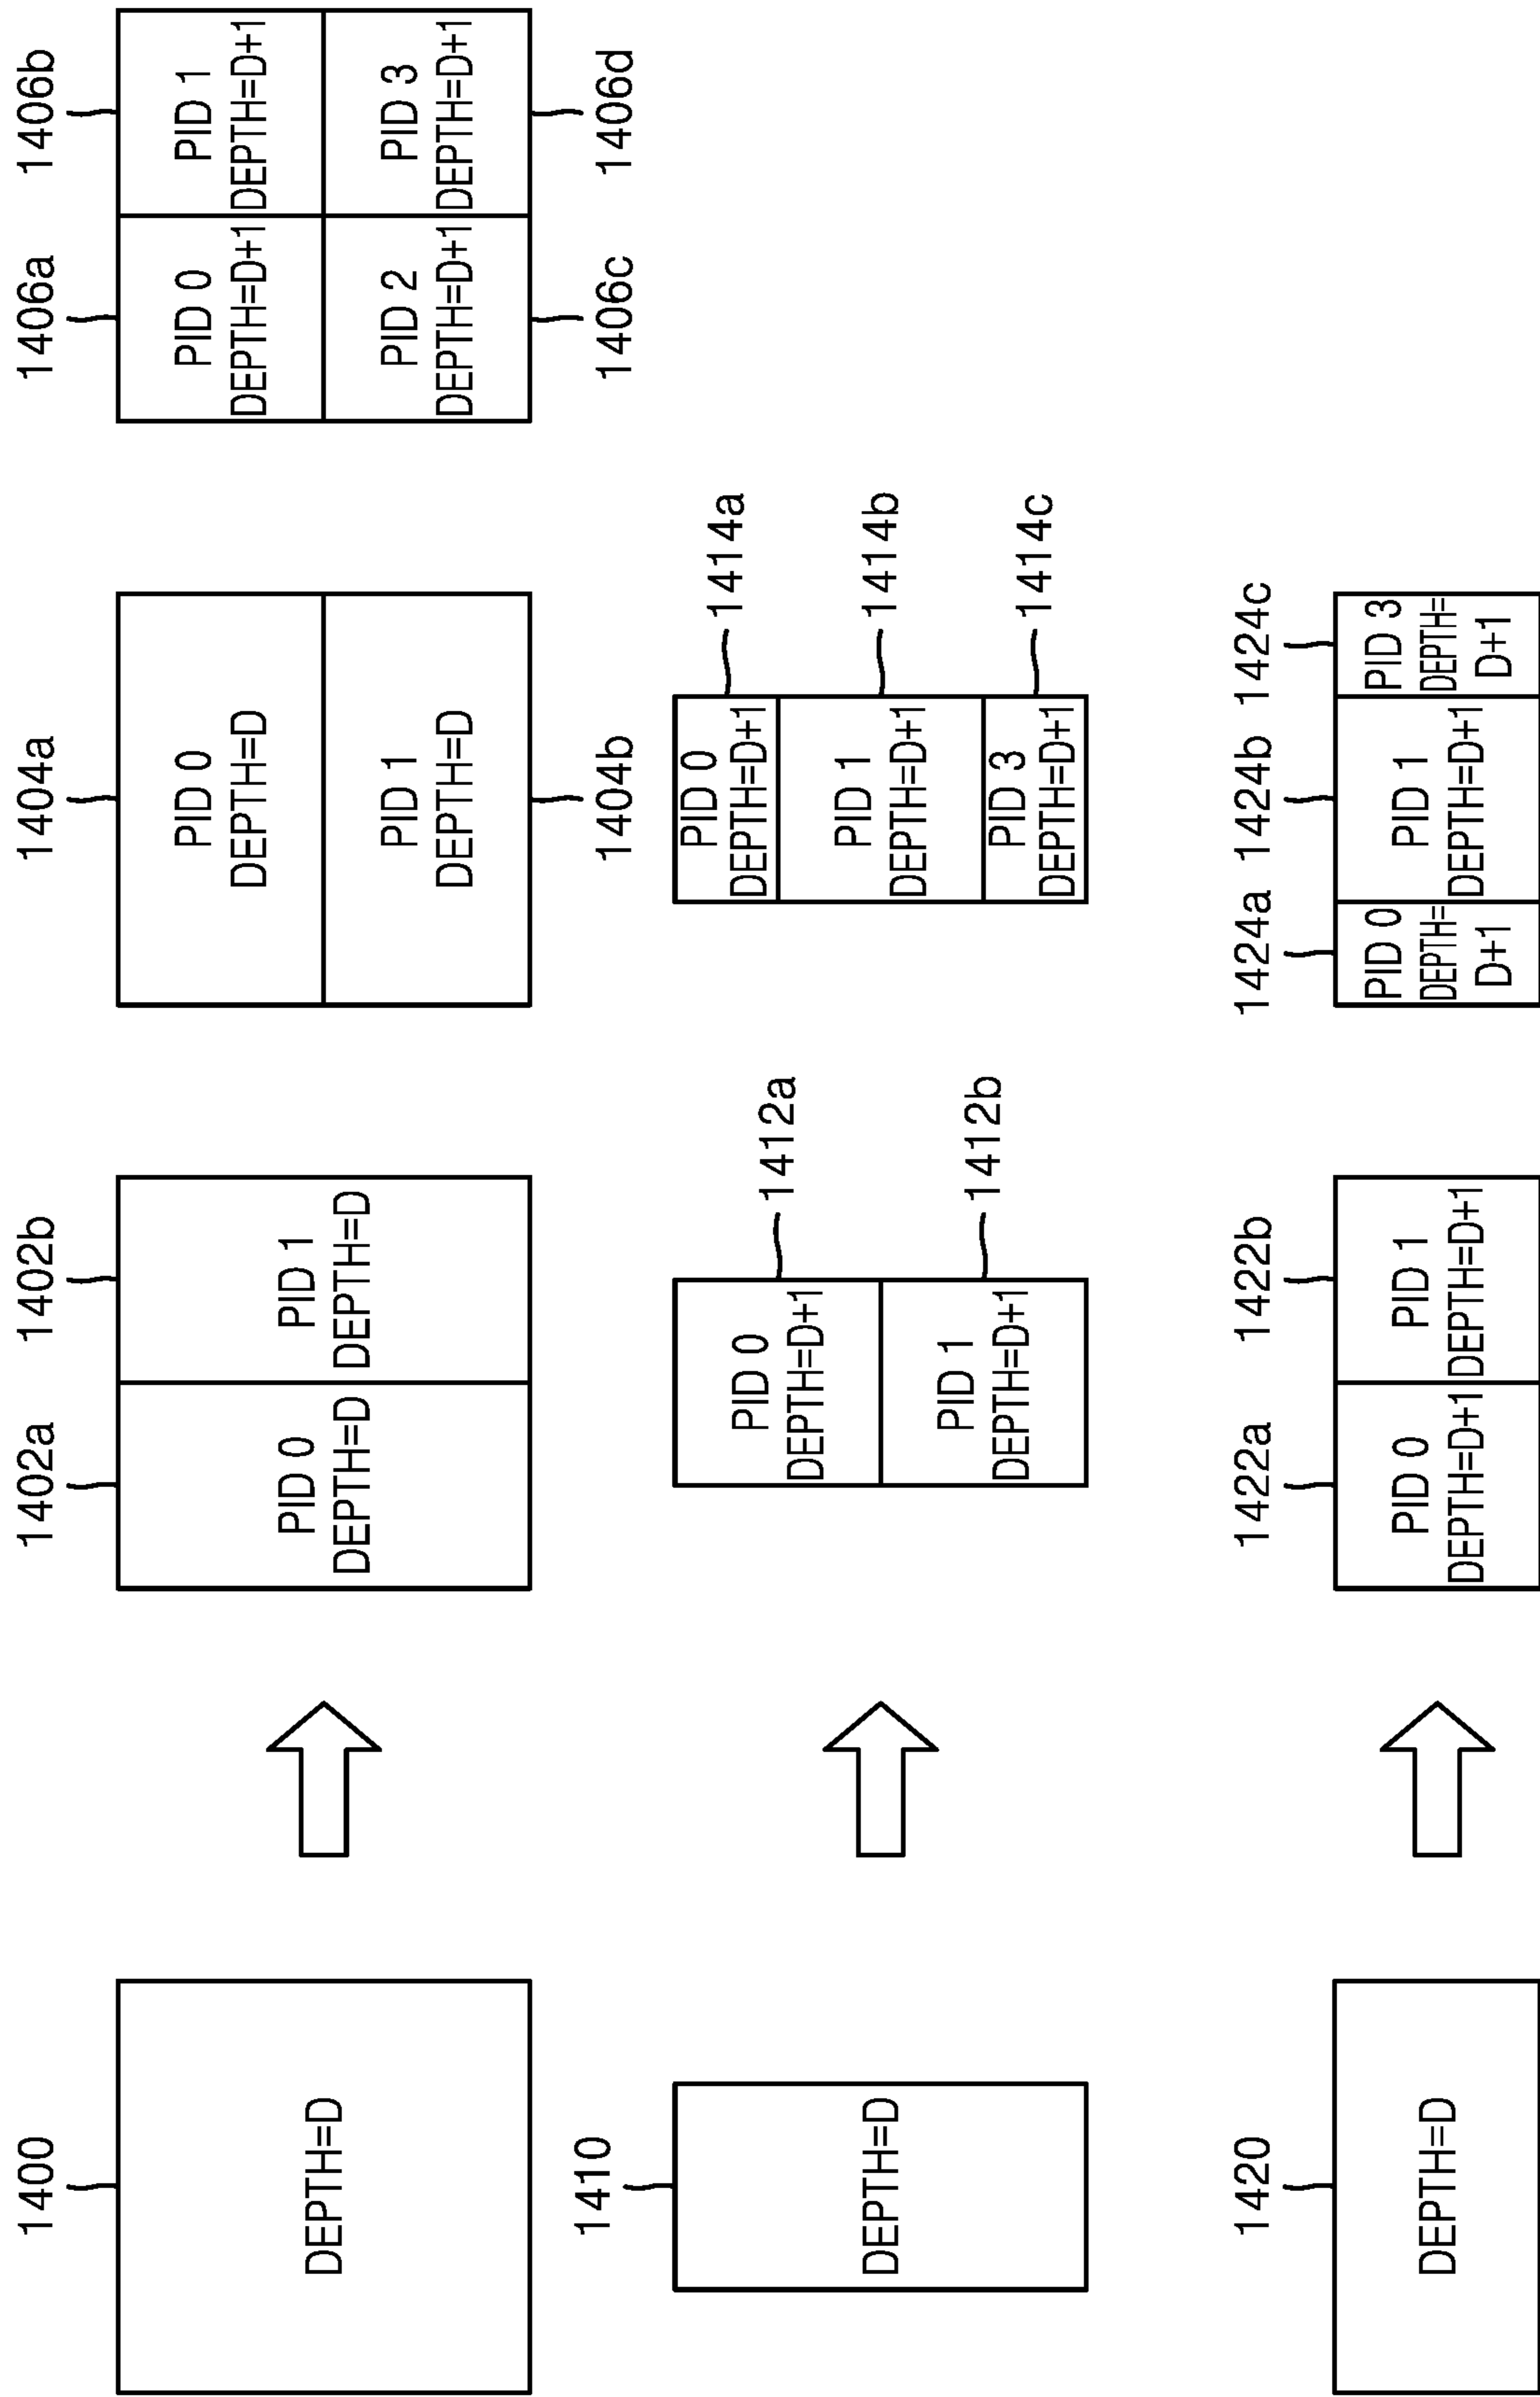 1400
DEPTH=D
1402a
1402b
PID 0
DEPTH=D
PID 1
DEPTH=D
1404a
PID 0
DEPTH=D
PID 1
DEPTH=D
1404b
1406a
1406b
PID 0
DEPTH=D+1
PID 1
DEPTH=D+1
PID 2
DEPTH=D+1
PID 3
DEPTH=D+1
1406c
1406d
1410
DEPTH=D
PID 0
DEPTH=D+1
1412a
PID 1
DEPTH=D+1
1412b
PID 0
DEPTH=D+1
1414a
PID 1
DEPTH=D+1
1414b
PID 3
DEPTH=D+1
1414c
1420
DEPTH=D
1422a
1422b
PID 0
DEPTH=D+1
PID 1
DEPTH=D+1
1424a
1424b
1424c
PID 0
DEPTH=
D+1
PID 1
DEPTH=D+1
PID 3
DEPTH=
D+1